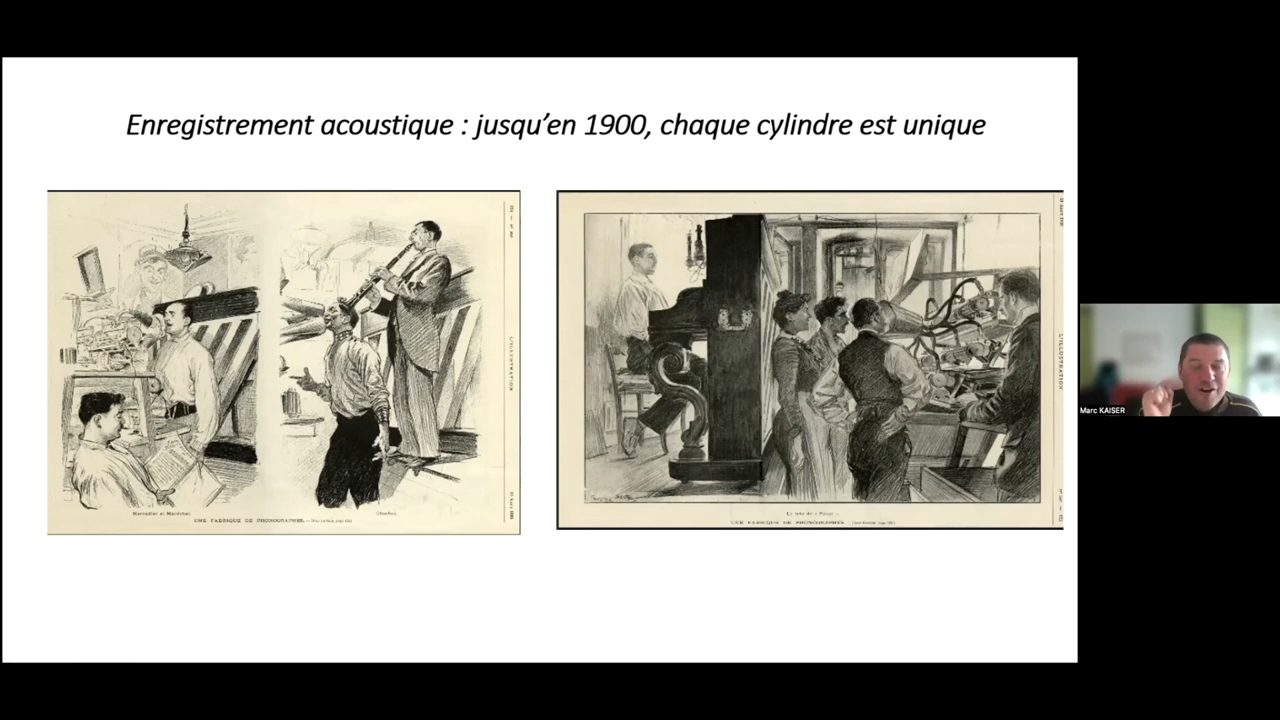 Enregistrement acoustique : jusqu'en 1900, chaque cylindre est unique
L'ILLUSTRATION
UNE FABRIQUE DE PHONOGRAPHES.
L'ILLUSTRATION
UNE FABRIQUE DE PHONOGRAPHES
Marc KAISER